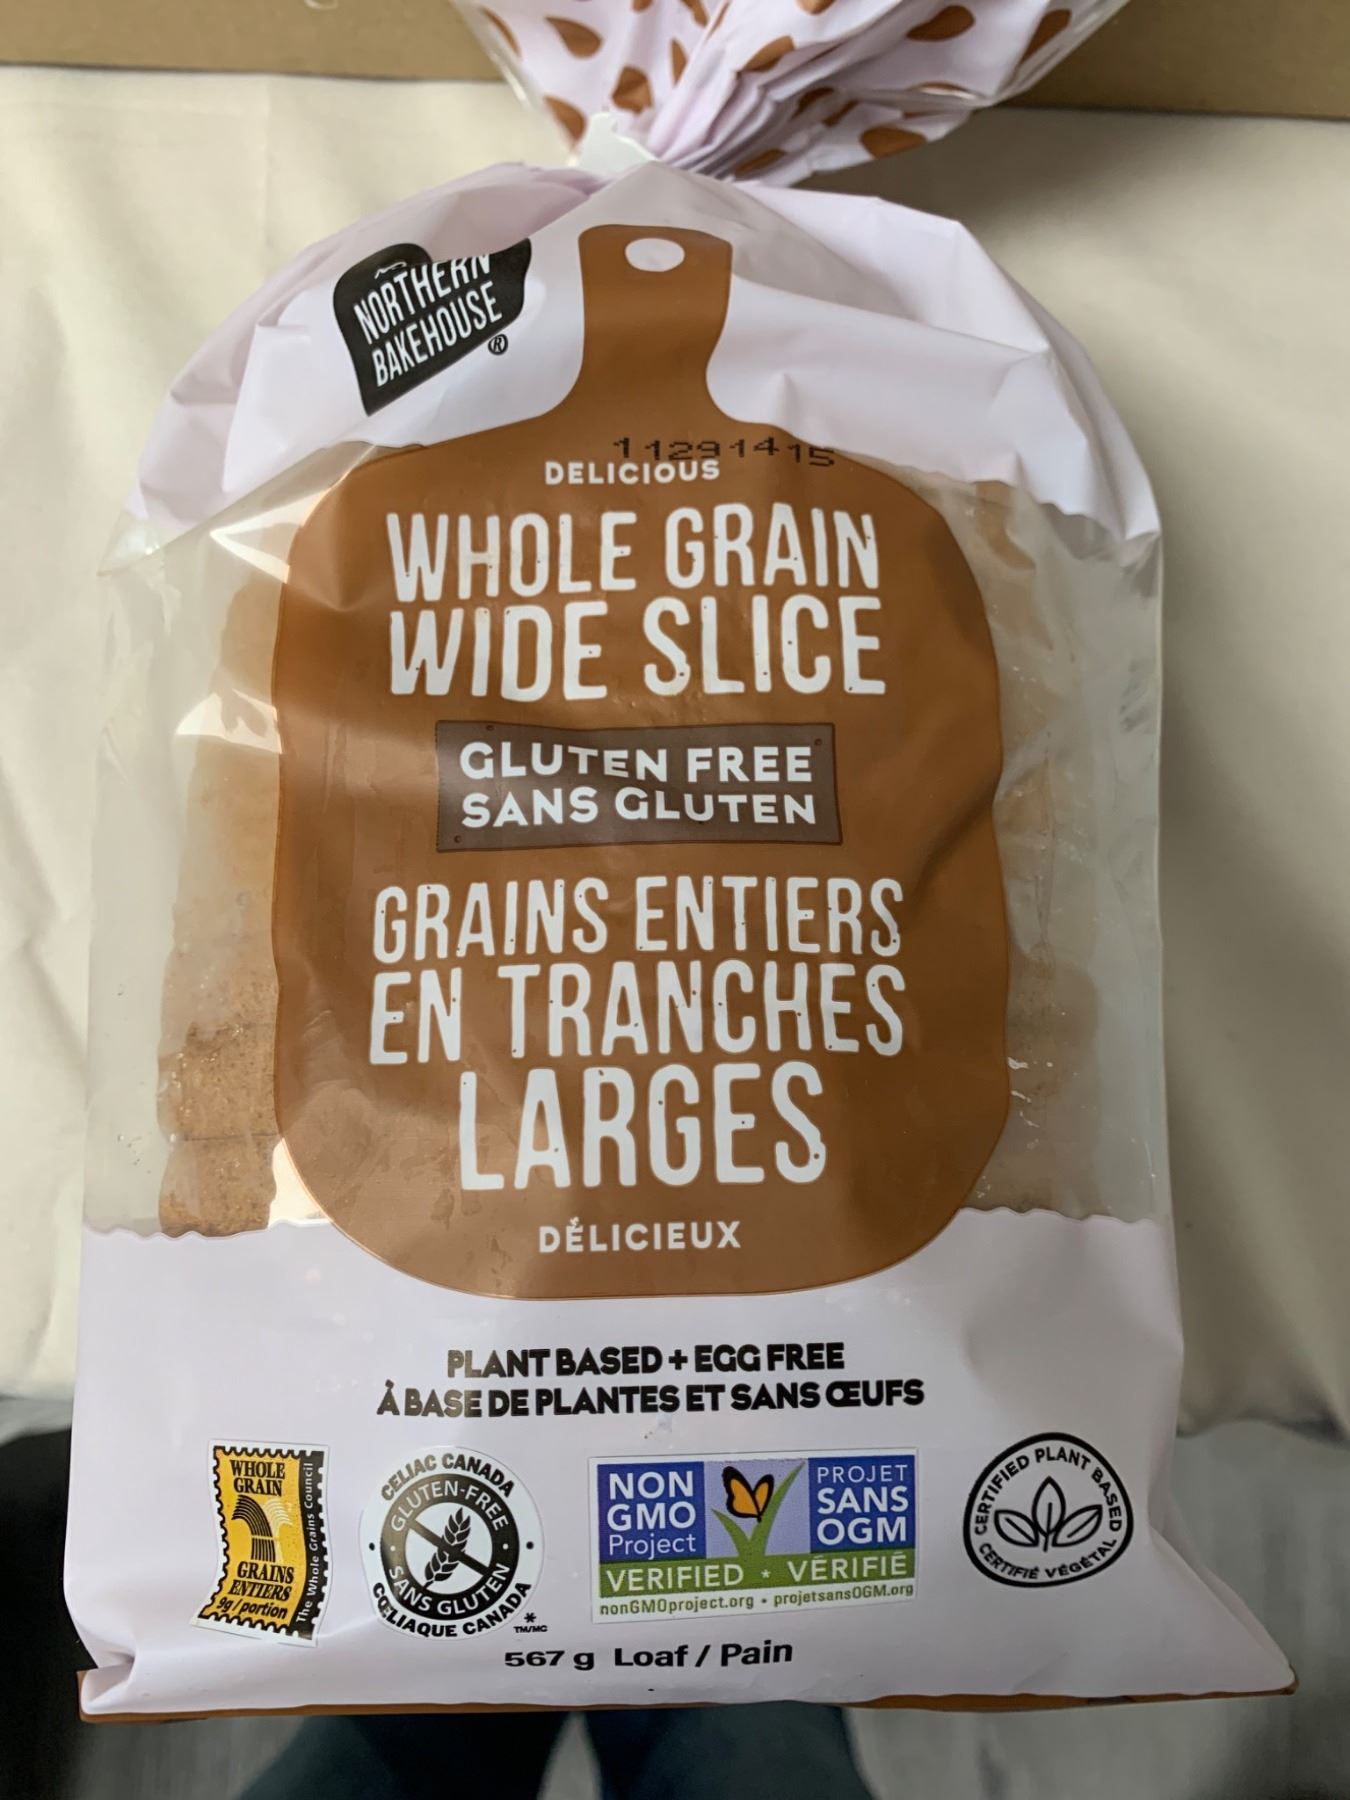 NORTHERN
BAKEHOUSE®
11291415
DELICIOUS
WHOLE GRAIN
WIDE SLICE
GLUTEN FREE
SANS GLUTEN
GRAINS ENTIERS
EN TRANCHES
LARGES
DÉLICIEUX
PLANT BASED + EGG FREE
À BASE DE PLANTES ET SANS ŒUFS
WHOLE
GRAIN
GRAINS
ENTIERS
9g/portion
The Whole Grains Council
CELIAC CANADA
GLUTEN-FREE
SANS GLUTEN
CŒLIAQUE CANADA
*
TM/MC
NON
GMO
Project
PROJET
SANS
OGM
VERIFIED * VÉRIFIÉ
nonGMOproject.org • projetsansOGM.org
CERTIFIED PLANT BASED
CERTIFIÉ VÉGÉTAL
567 g Loaf / Pain